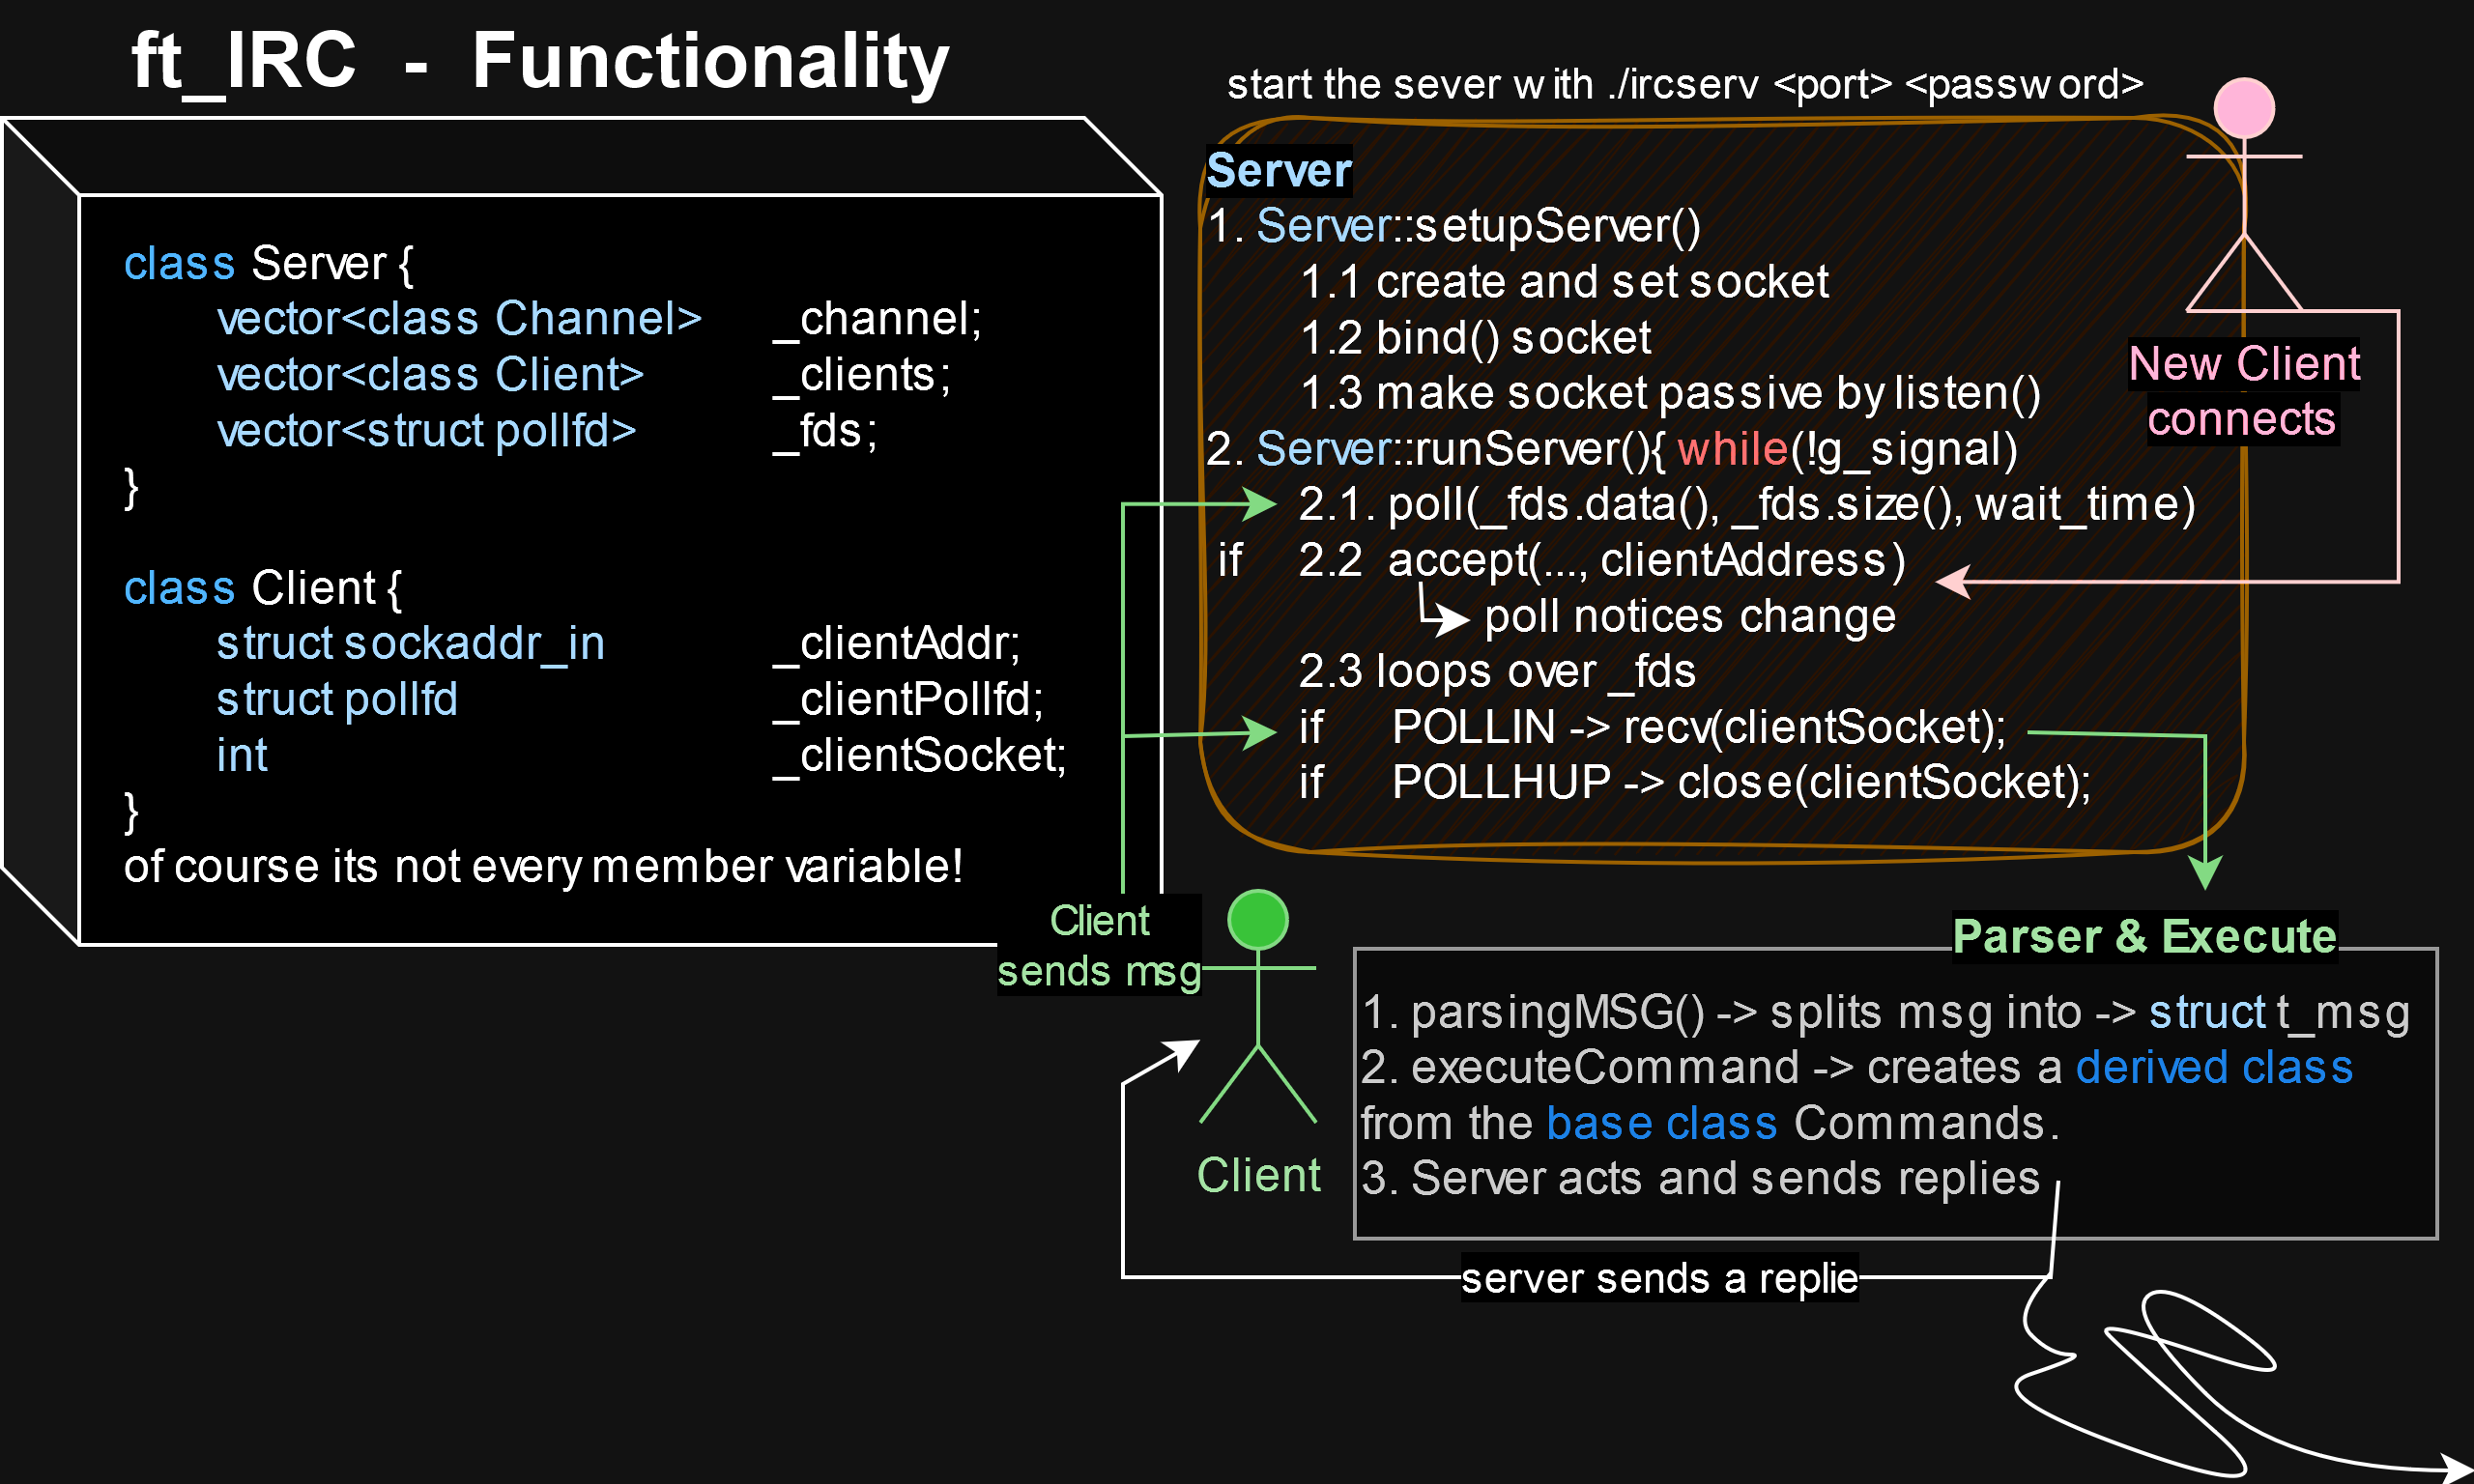 ft_IRC - Functionality
class Server {
vector<class Channel> _channel;
vector<class Client> _clients;
vector<struct pollfd> _fds;
}
class Client {
struct sockaddr_in _clientAddr;
struct pollfd _clientPollfd;
int _clientSocket;
}
of course its not every member variable!
start the sever with ./ircserv <port> <password>
Server
1. Server::setupServer()
1.1 create and set socket
1.2 bind() socket
1.3 make socket passive by listen()
2. Server::runServer(){ while(!g_signal)
2.1. poll(_fds.data(), _fds.size(), wait_time)
if 2.2 accept(..., clientAddress)
poll notices change
2.3 loops over _fds
if POLLIN -> recv(clientSocket);
if POLLHUP -> close(clientSocket);
New Client
connects
Client
sends msg
Client
Parser & Execute
1. parsingMSG() -> splits msg into -> struct t_msg
2. executeCommand -> creates a derived class
from the base class Commands.
3. Server acts and sends replies
server sends a replie